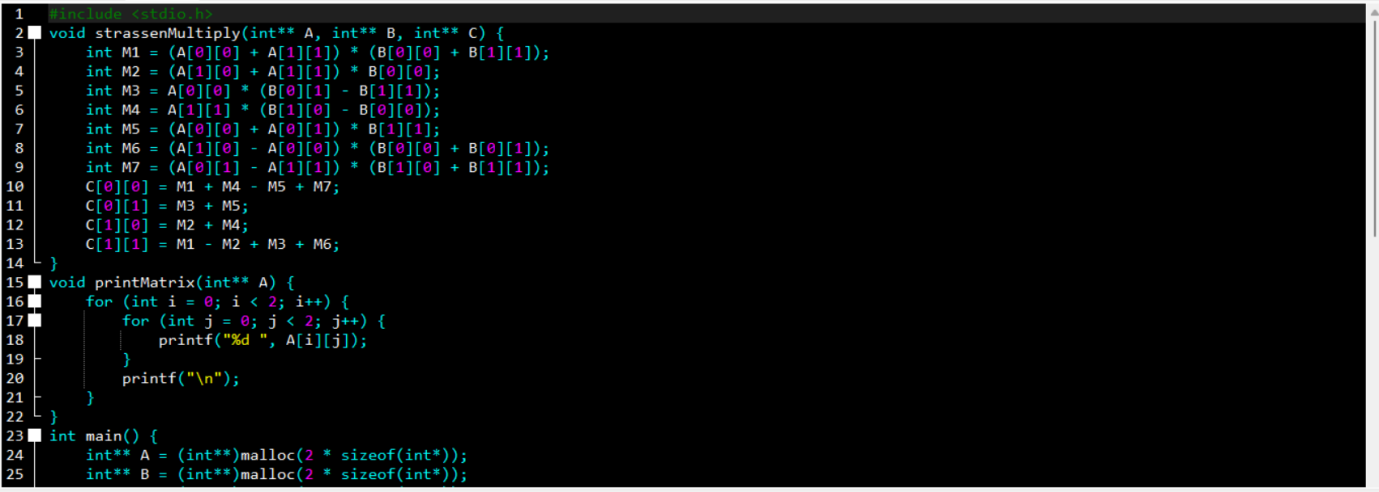 1 #include <stdio.h>
2 void strassenMultiply(int** A, int** B, int** C) {
3 int M1 = (A[0][0] + A[1][1]) * (B[0][0] + B[1][1]);
4 int M2 = (A[1][0] + A[1][1]) * B[0][0];
5 int M3 = A[0][0] * (B[0][1] - B[1][1]);
6 int M4 = A[1][1] * (B[1][0] - B[0][0]);
7 int M5 = (A[0][0] + A[0][1]) * B[1][1];
8 int M6 = (A[1][0] - A[0][0]) * (B[0][0] + B[0][1]);
9 int M7 = (A[0][1] - A[1][1]) * (B[1][0] + B[1][1]);
10 C[0][0] = M1 + M4 - M5 + M7;
11 C[0][1] = M3 + M5;
12 C[1][0] = M2 + M4;
13 C[1][1] = M1 - M2 + M3 + M6;
14 }
15 void printMatrix(int** A) {
16 for (int i = 0; i < 2; i++) {
17 for (int j = 0; j < 2; j++) {
18 printf("%d ", A[i][j]);
19 }
20 printf("\n");
21 }
22 }
23 int main() {
24 int** A = (int**)malloc(2 * sizeof(int*));
25 int** B = (int**)malloc(2 * sizeof(int*));